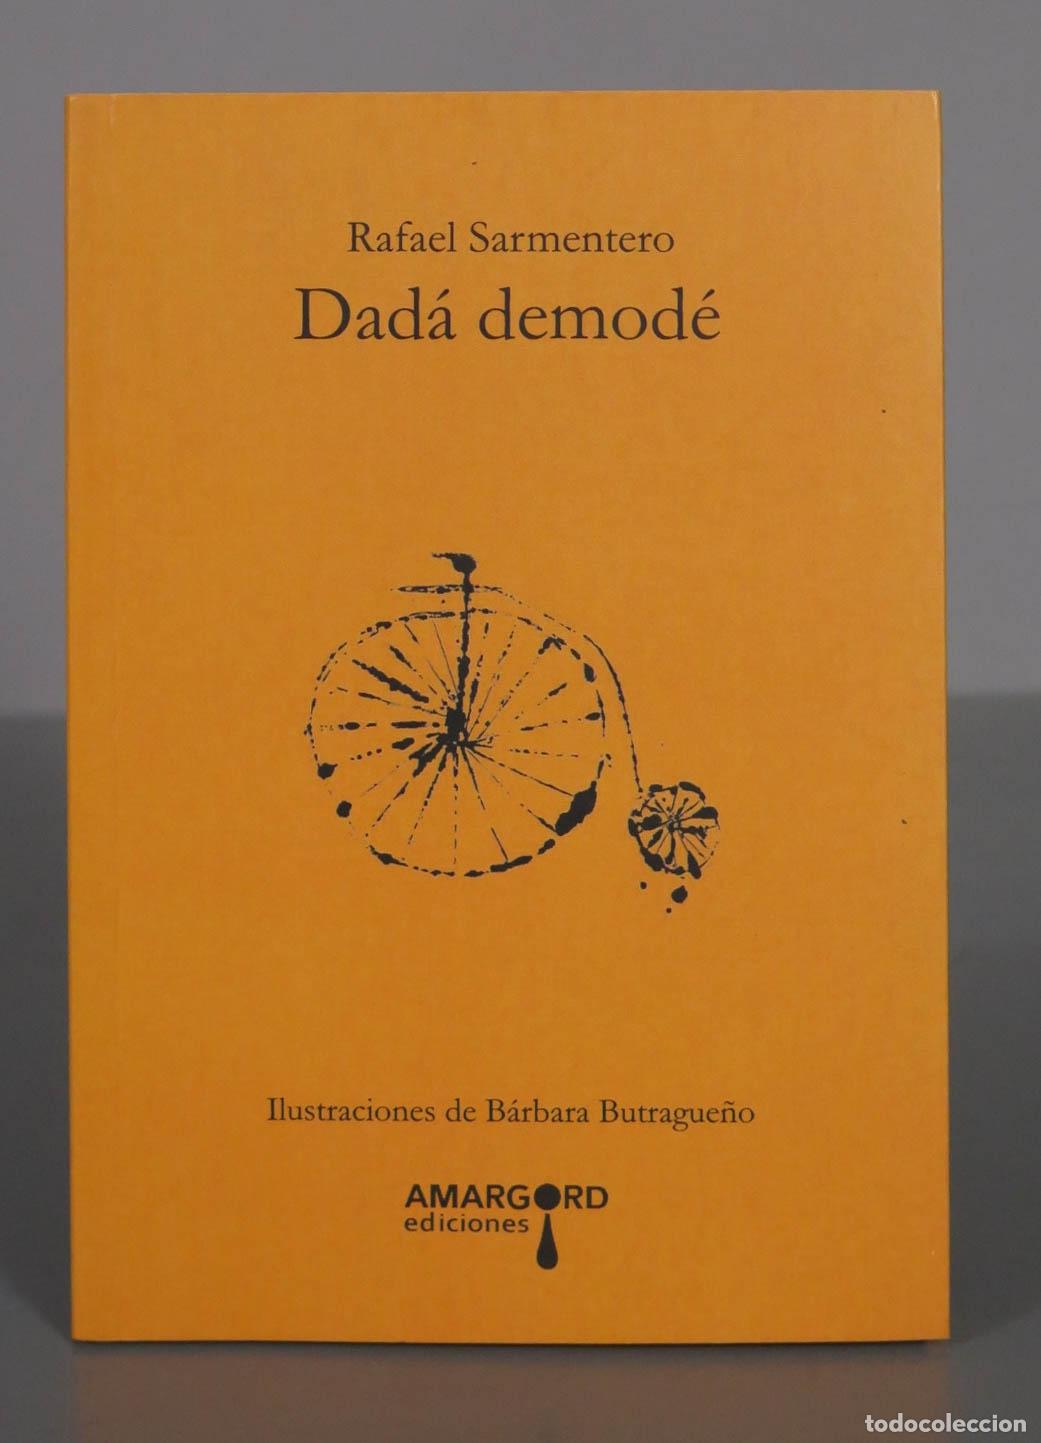 Rafael Sarmentero
Dadá demodé
Ilustraciones de Bárbara Butragueño
AMARGORD
ediciones
todocoleccion